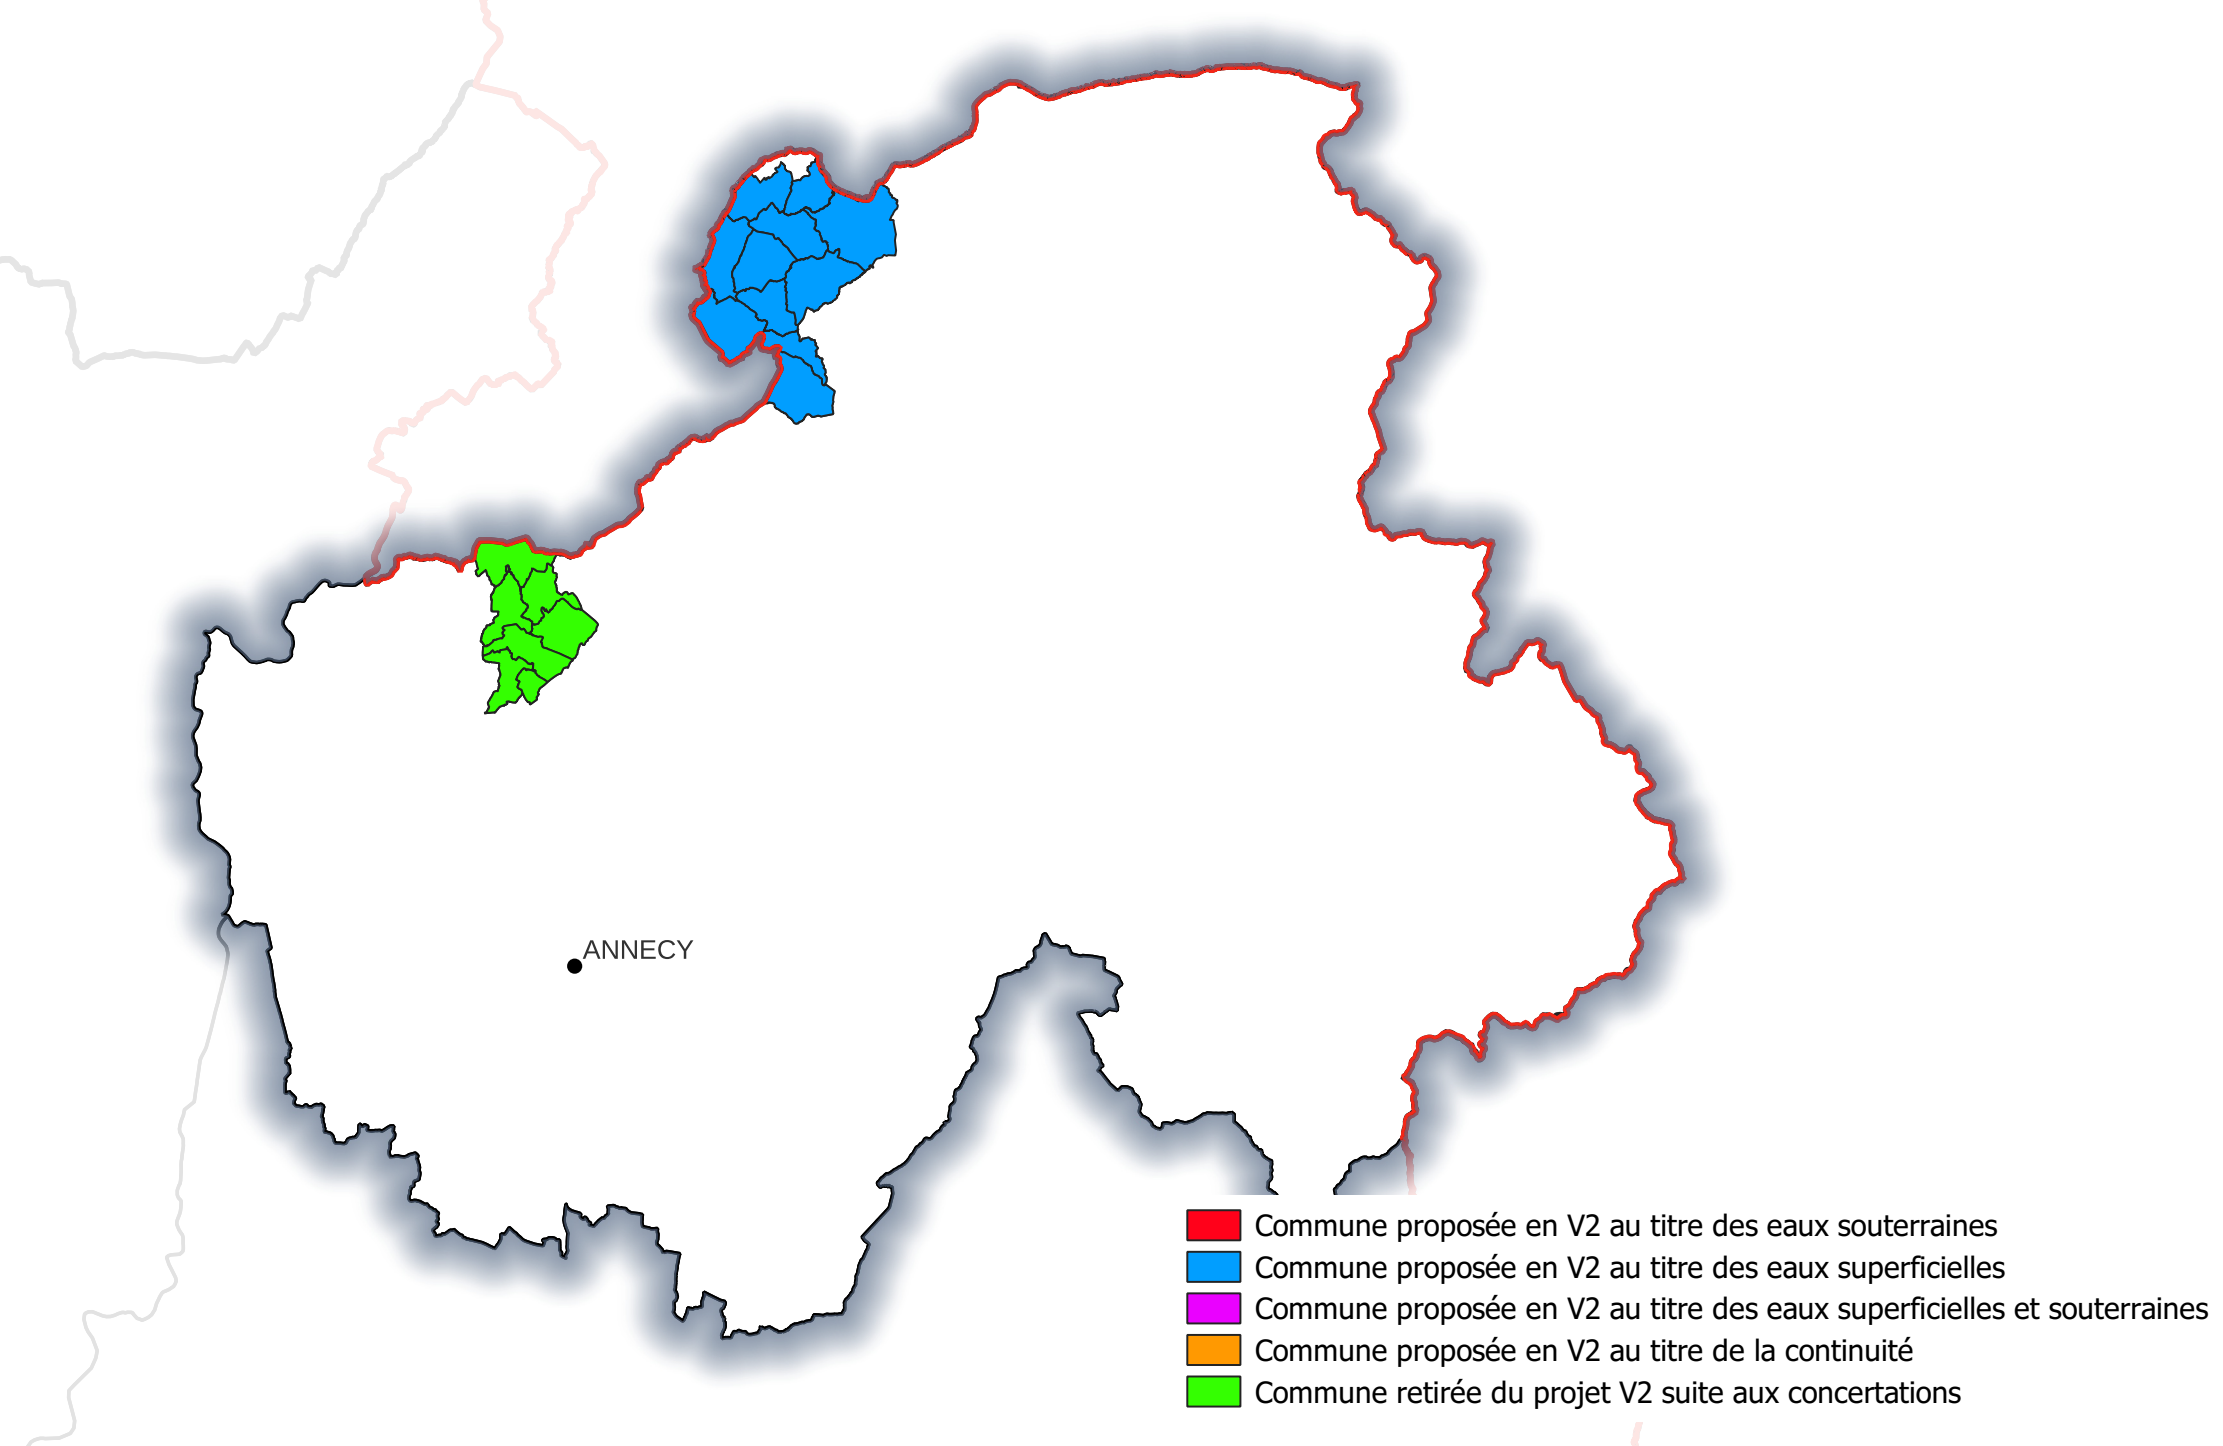 ANNECY
Commune proposée en V2 au titre des eaux souterraines
Commune proposée en V2 au titre des eaux superficielles
Commune proposée en V2 au titre des eaux superficielles et souterraines
Commune proposée en V2 au titre de la continuité
Commune retirée du projet V2 suite aux concertations